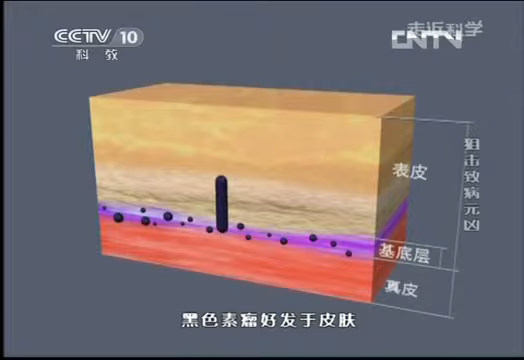 CCTV 10
科教
走近科学
CNTV
表皮
狙击致病元凶
基底层
真皮
黑色素瘤好发于皮肤